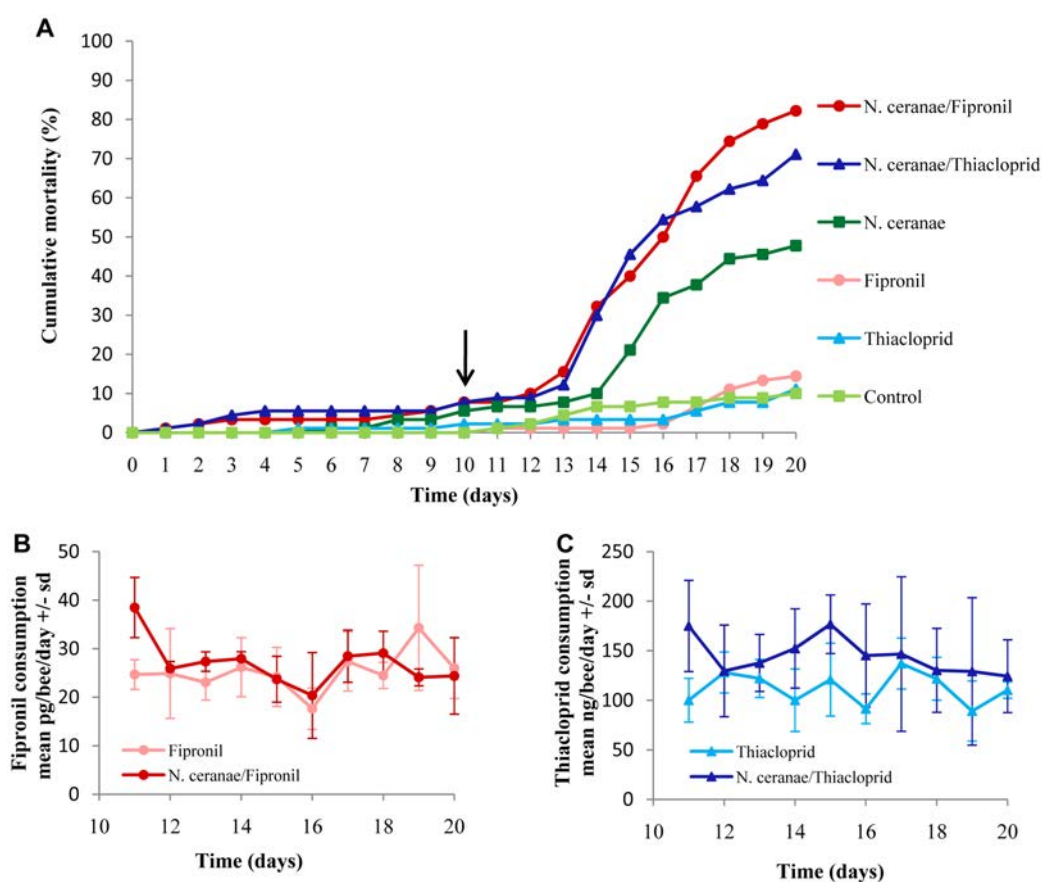 A
Cumulative mortality (%)
100
90
80
70
60
50
40
30
20
10
0
0 1 2 3 4 5 6 7 8 9 10 11 12 13 14 15 16 17 18 19 20
Time (days)
N. ceranae/Fipronil
N. ceranae/Thiacloprid
N. ceranae
Fipronil
Thiacloprid
Control
B
Fipronil consumption
mean pg/bee/day +/- sd
50
40
30
20
10
0
Fipronil
N. ceranae/Fipronil
10 12 14 16 18 20
Time (days)
C
Thiacloprid consumption
mean ng/bee/day +/- sd
250
200
150
100
50
0
Thiacloprid
N. ceranae/Thiacloprid
10 12 14 16 18 20
Time (days)